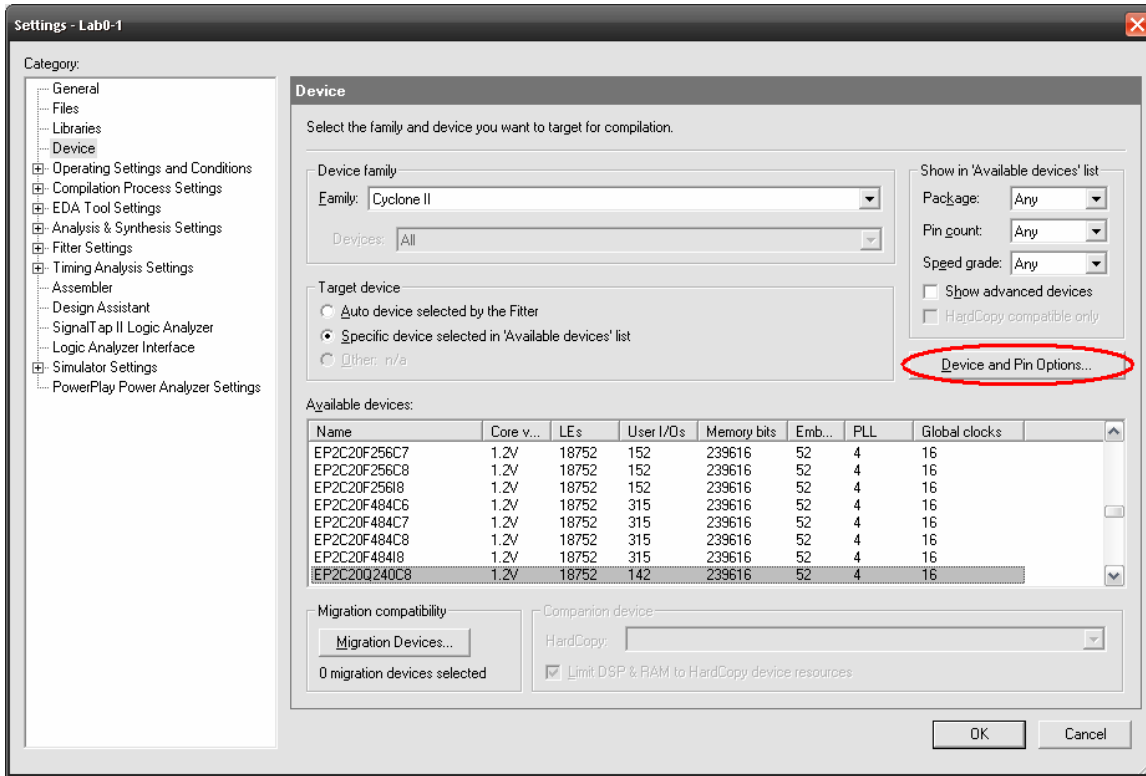 Settings - Lab0-1
Category:
General
Files
Libraries
Device
Operating Settings and Conditions
Compilation Process Settings
EDA Tool Settings
Analysis & Synthesis Settings
Fitter Settings
Timing Analysis Settings
Assembler
Design Assistant
SignalTap II Logic Analyzer
Logic Analyzer Interface
Simulator Settings
PowerPlay Power Analyzer Settings
Device
Select the family and device you want to target for compilation.
Device family
Family: Cyclone II
Devices: All
Target device
Auto device selected by the Fitter
Specific device selected in 'Available devices' list
Other: n/a
Show in 'Available devices' list
Package: Any
Pin count: Any
Speed grade: Any
Show advanced devices
HardCopy compatible only
Device and Pin Options...
Available devices:
Name Core v... LEs User I/Os Memory bits Emb... PLL Global clocks
EP2C20F256C7 1.2V 18752 152 239616 52 4 16
EP2C20F256C8 1.2V 18752 152 239616 52 4 16
EP2C20F256I8 1.2V 18752 152 239616 52 4 16
EP2C20F484C6 1.2V 18752 315 239616 52 4 16
EP2C20F484C7 1.2V 18752 315 239616 52 4 16
EP2C20F484C8 1.2V 18752 315 239616 52 4 16
EP2C20F484I8 1.2V 18752 315 239616 52 4 16
EP2C20Q240C8 1.2V 18752 142 239616 52 4 16
Migration compatibility
Migration Devices...
0 migration devices selected
Companion device
HardCopy:
Limit DSP & RAM to HardCopy device resources
OK Cancel